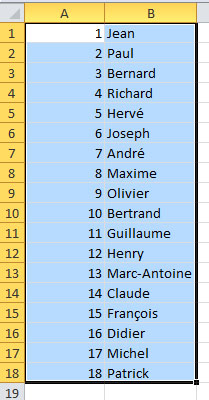 A B
1 1 Jean
2 2 Paul
3 3 Bernard
4 4 Richard
5 5 Hervé
6 6 Joseph
7 7 André
8 8 Maxime
9 9 Olivier
10 10 Bertrand
11 11 Guillaume
12 12 Henry
13 13 Marc-Antoine
14 14 Claude
15 15 François
16 16 Didier
17 17 Michel
18 18 Patrick
19